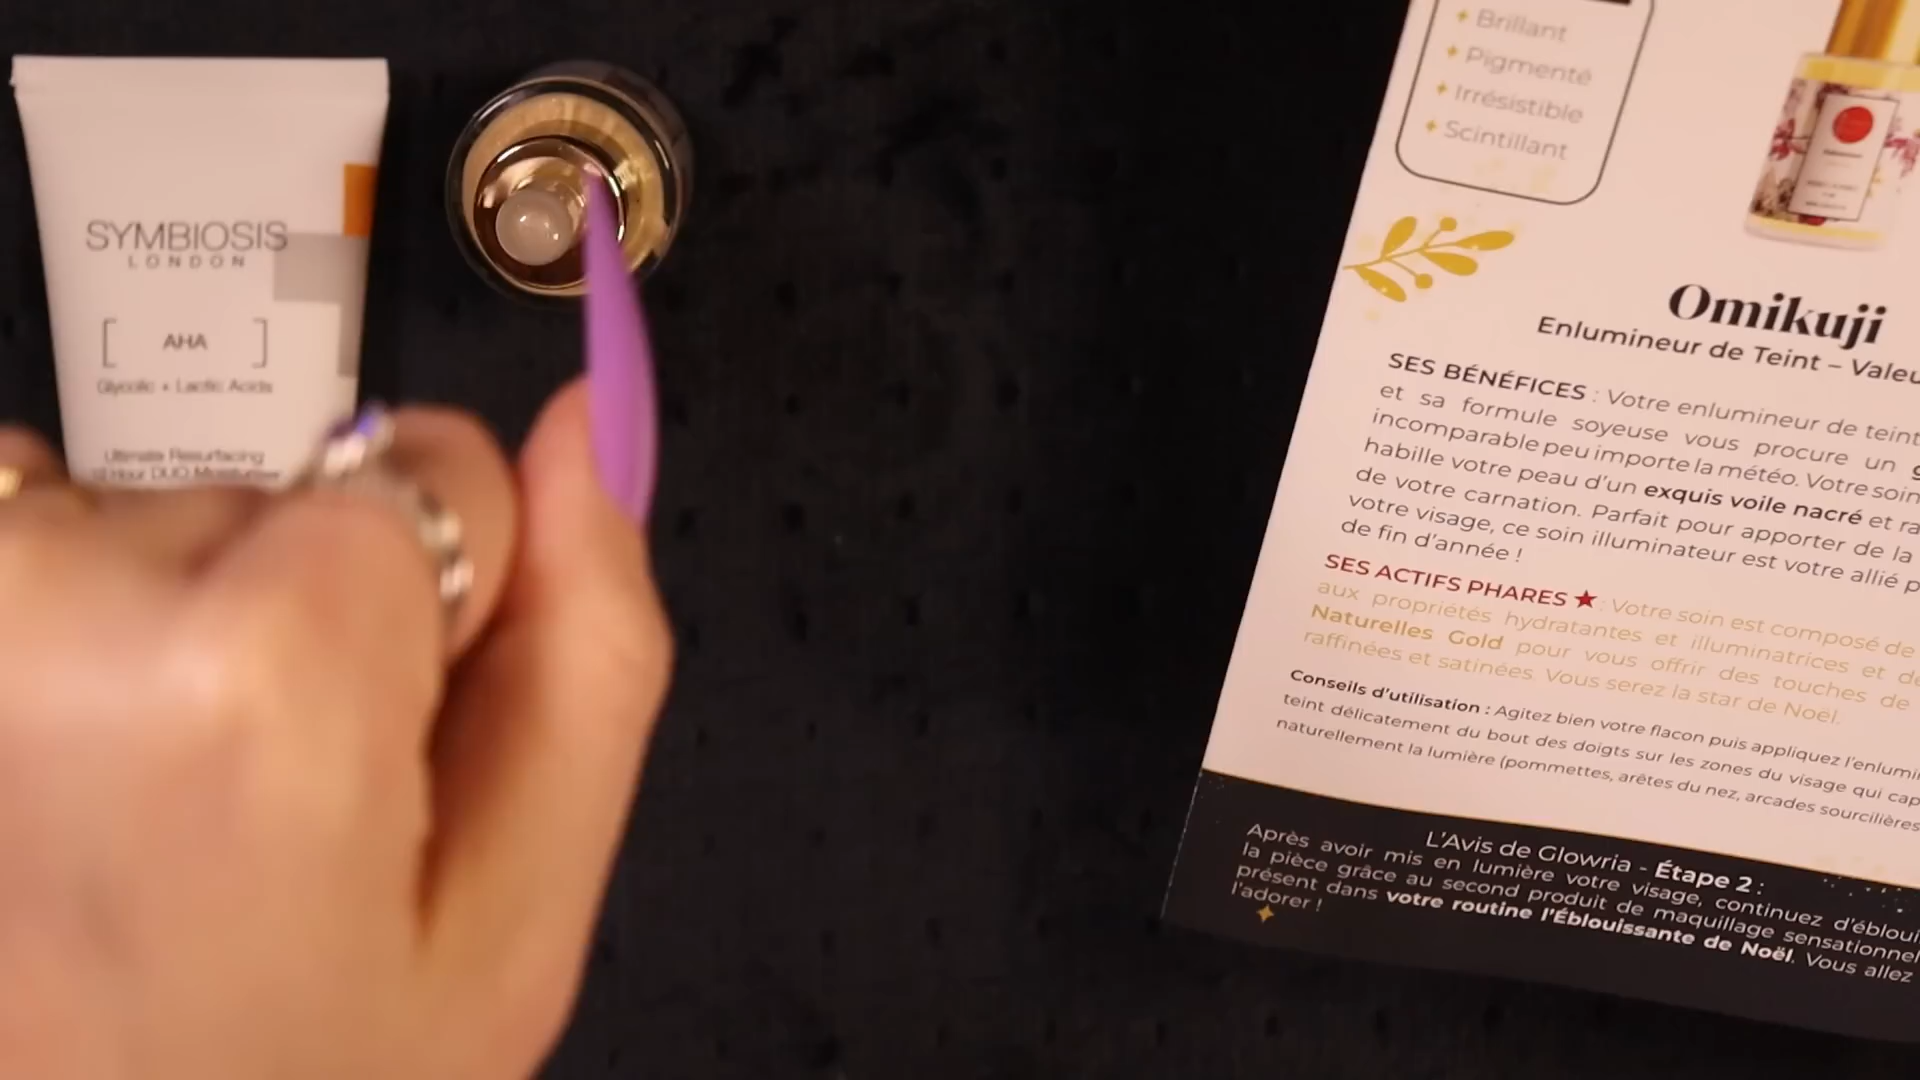 SYMBIOSIS
LONDON
[ AHA ]
Glycolic + Lactic Acids
Ultimate Resurfacing
12 Hour DUO Moisturiser
Brillant
Pigmenté
Irrésistible
Scintillant
Omikuji
Enlumineur de Teint – Valeu
SES BÉNÉFICES : Votre enlumineur de teint
et sa formule soyeuse vous procure un g
incomparable peu importe la météo. Votre soin
habille votre peau d'un exquis voile nacré et ra
de votre carnation. Parfait pour apporter de la
votre visage, ce soin illuminateur est votre allié p
de fin d'année !
SES ACTIFS PHARES ★ : Votre soin est composé de
aux propriétés hydratantes et illuminatrices et de
Naturelles Gold pour vous offrir des touches de
raffinées et satinées. Vous serez la star de Noël.
Conseils d'utilisation : Agitez bien votre flacon puis appliquez l'enlumi
teint délicatement du bout des doigts sur les zones du visage qui cap
naturellement la lumière (pommettes, arêtes du nez, arcades sourcilières
L'Avis de Glowria - Étape 2 :
Après avoir mis en lumière votre visage, continuez d'ébloui
la pièce grâce au second produit de maquillage sensationnel
présent dans votre routine l'Éblouissante de Noël. Vous allez
l'adorer !